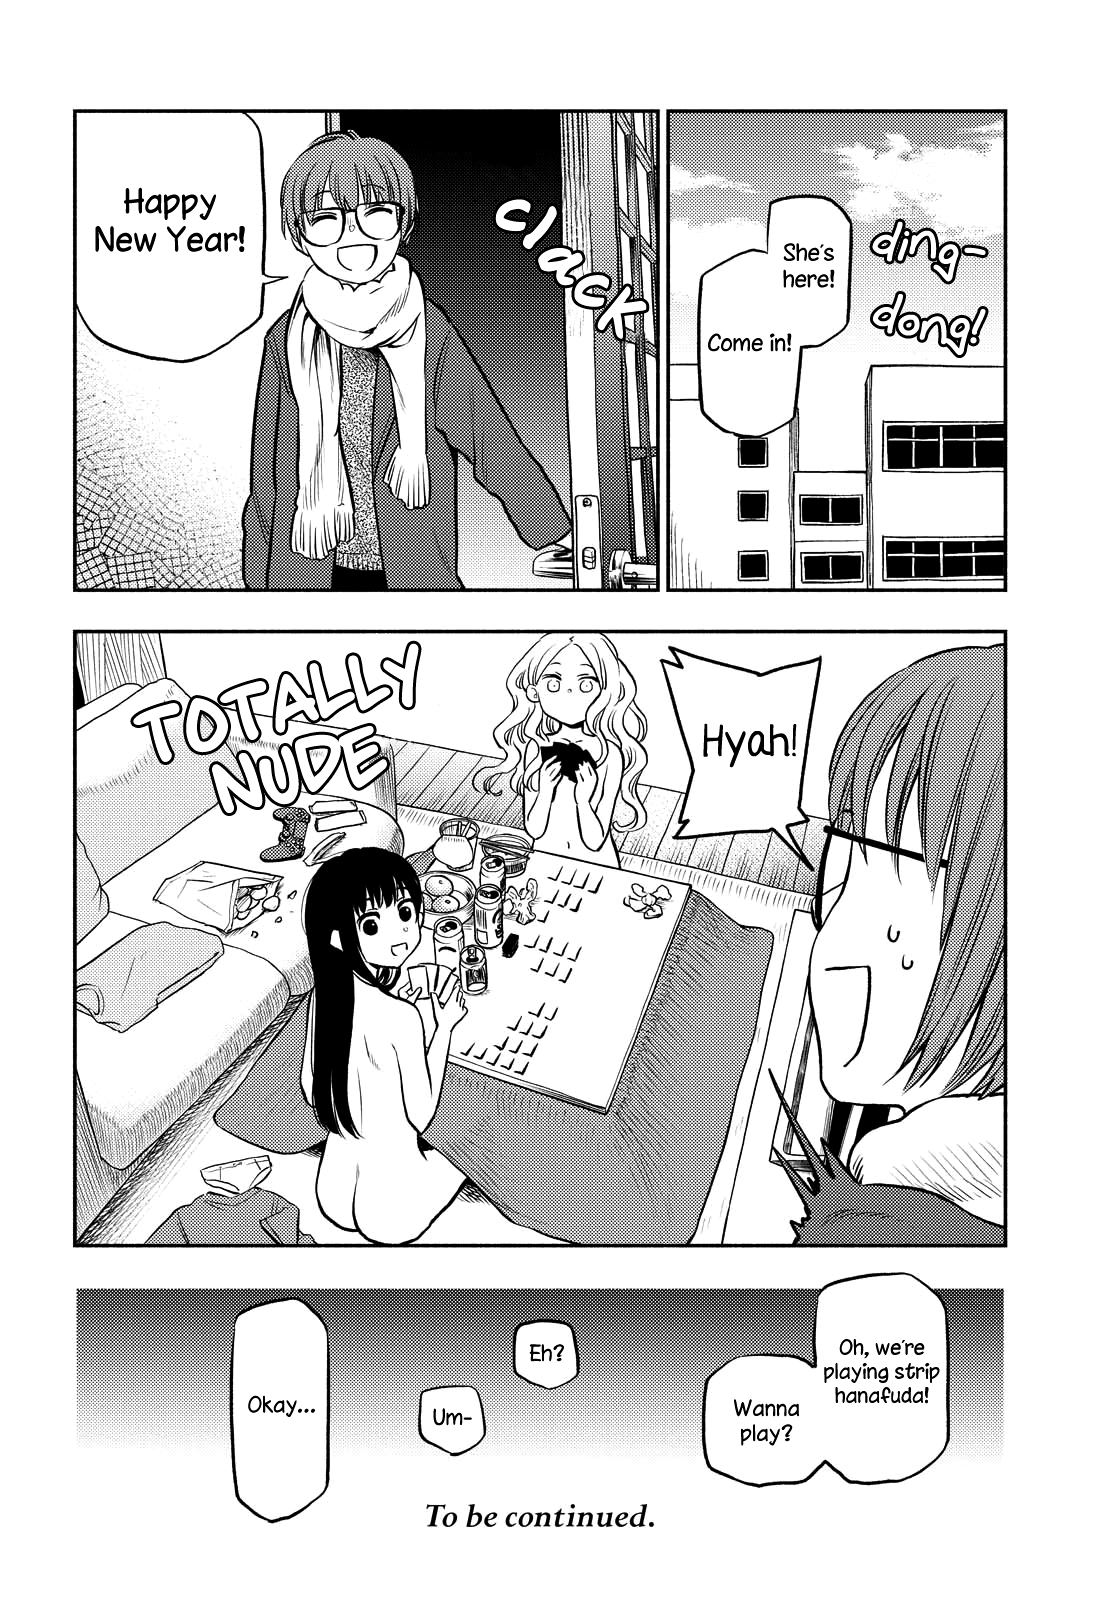 ding-
dong!
She's
here!
Come in!
clack
Happy
New Year!
Hyah!
TOTALLY
NUDE
Oh, we're
playing strip
hanafuda!
Wanna
play?
Eh?
Um-
Okay...
To be continued.